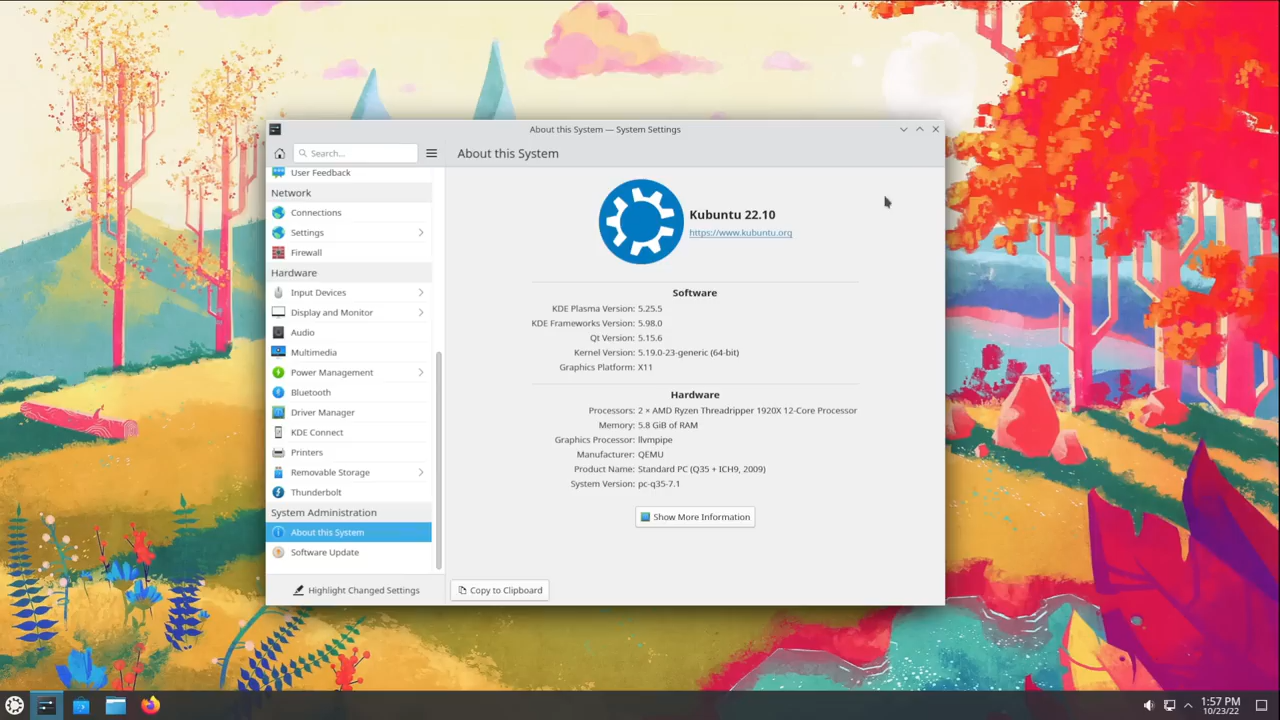 About this System — System Settings
Search...
About this System
User Feedback
Network
Connections
Settings
Firewall
Hardware
Input Devices
Display and Monitor
Audio
Multimedia
Power Management
Bluetooth
Driver Manager
KDE Connect
Printers
Removable Storage
Thunderbolt
System Administration
About this System
Software Update
Highlight Changed Settings
Kubuntu 22.10
https://www.kubuntu.org
Software
KDE Plasma Version: 5.25.5
KDE Frameworks Version: 5.98.0
Qt Version: 5.15.6
Kernel Version: 5.19.0-23-generic (64-bit)
Graphics Platform: X11
Hardware
Processors: 2 × AMD Ryzen Threadripper 1920X 12-Core Processor
Memory: 5.8 GiB of RAM
Graphics Processor: llvmpipe
Manufacturer: QEMU
Product Name: Standard PC (Q35 + ICH9, 2009)
System Version: pc-q35-7.1
Show More Information
Copy to Clipboard
1:57 PM
10/23/22